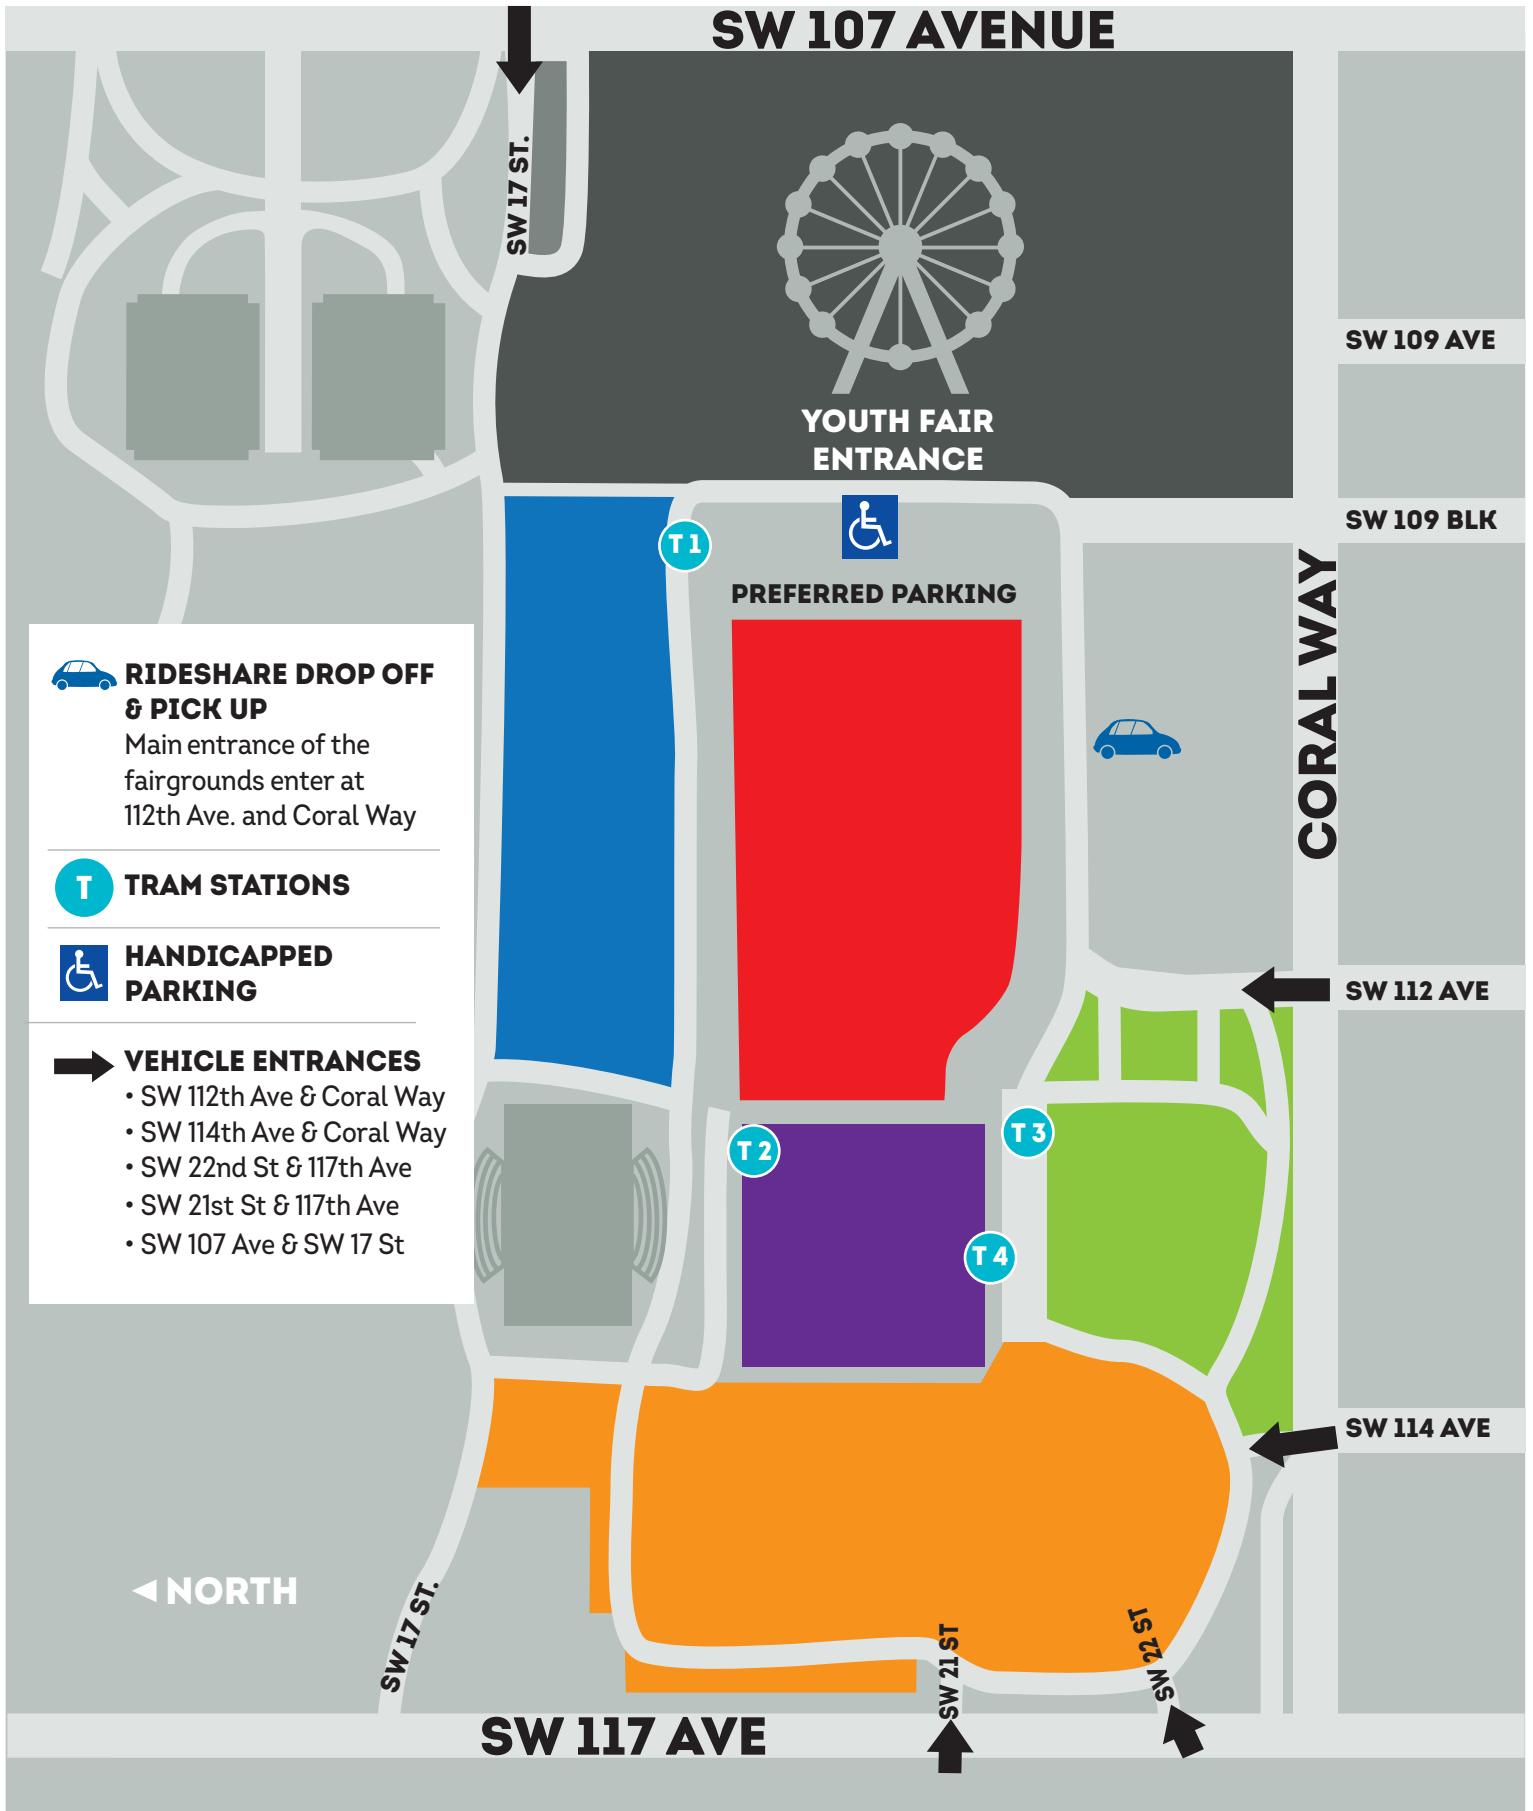 SW 107 AVENUE
SW 17 ST.
SW 109 AVE
YOUTH FAIR
ENTRANCE
SW 109 BLK
T 1
PREFERRED PARKING
CORAL WAY
RIDESHARE DROP OFF
& PICK UP
Main entrance of the
fairgrounds enter at
112th Ave. and Coral Way
T TRAM STATIONS
HANDICAPPED
PARKING
VEHICLE ENTRANCES
• SW 112th Ave & Coral Way
• SW 114th Ave & Coral Way
• SW 22nd St & 117th Ave
• SW 21st St & 117th Ave
• SW 107 Ave & SW 17 St
SW 112 AVE
T 3
T 2
T 4
SW 114 AVE
NORTH
SW 17 ST.
SW 21 ST
SW 22 ST
SW 117 AVE